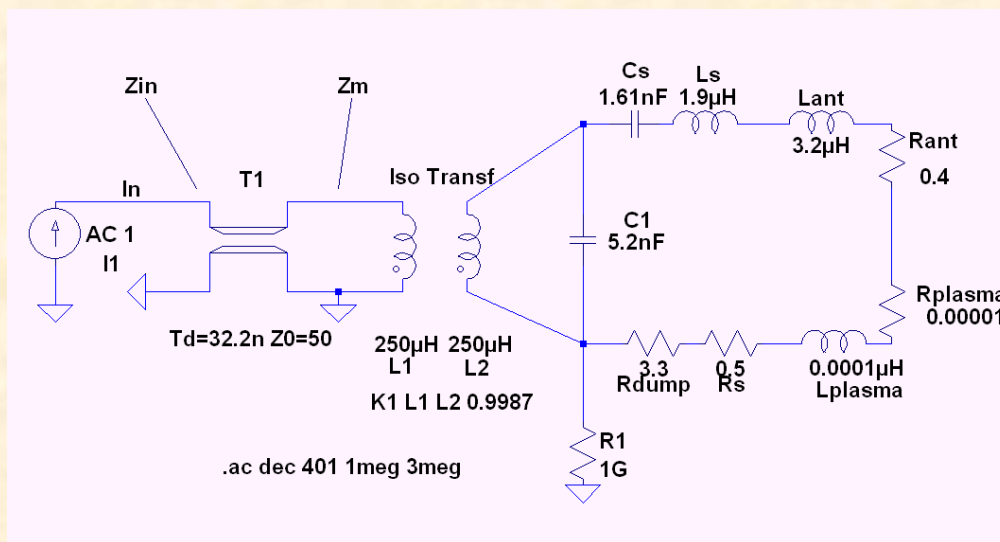 Zin
Zm
In
T1
AC 1
I1
Td=32.2n Z0=50
Iso Transf
250µH 250µH
L1 L2
K1 L1 L2 0.9987
.ac dec 401 1meg 3meg
Cs
1.61nF
Ls
1.9µH
Lant
3.2µH
Rant
0.4
C1
5.2nF
Rplasma
0.00001
3.3
Rdump
0.5
Rs
0.0001µH
Lplasma
R1
1G